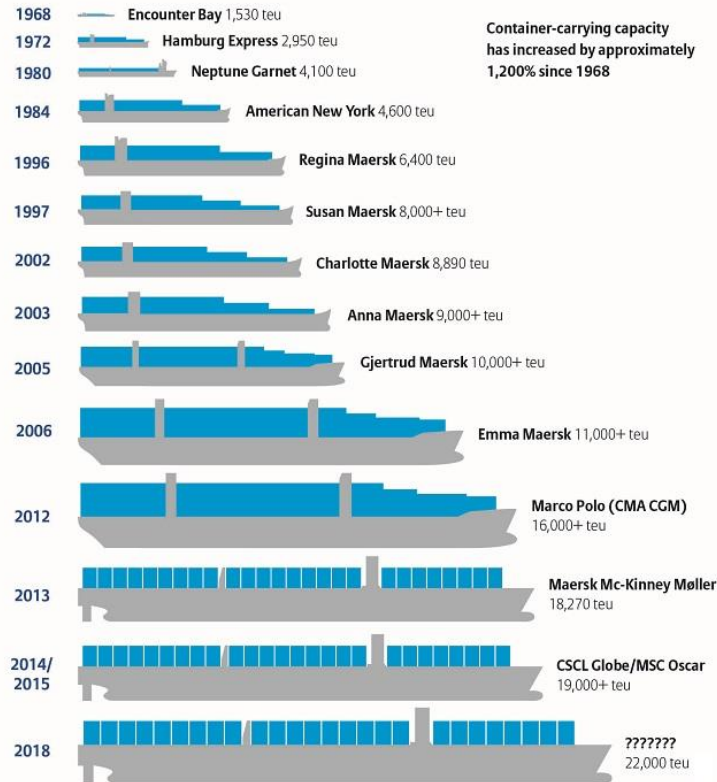 1968 Encounter Bay 1,530 teu
Container-carrying capacity
has increased by approximately
1,200% since 1968
1972 Hamburg Express 2,950 teu
1980 Neptune Garnet 4,100 teu
1984 American New York 4,600 teu
1996 Regina Maersk 6,400 teu
1997 Susan Maersk 8,000+ teu
2002 Charlotte Maersk 8,890 teu
2003 Anna Maersk 9,000+ teu
2005 Gjertrud Maersk 10,000+ teu
2006 Emma Maersk 11,000+ teu
2012 Marco Polo (CMA CGM)
16,000+ teu
2013 Maersk Mc-Kinney Møller
18,270 teu
2014/
2015 CSCL Globe/MSC Oscar
19,000+ teu
2018 ???????
22,000 teu